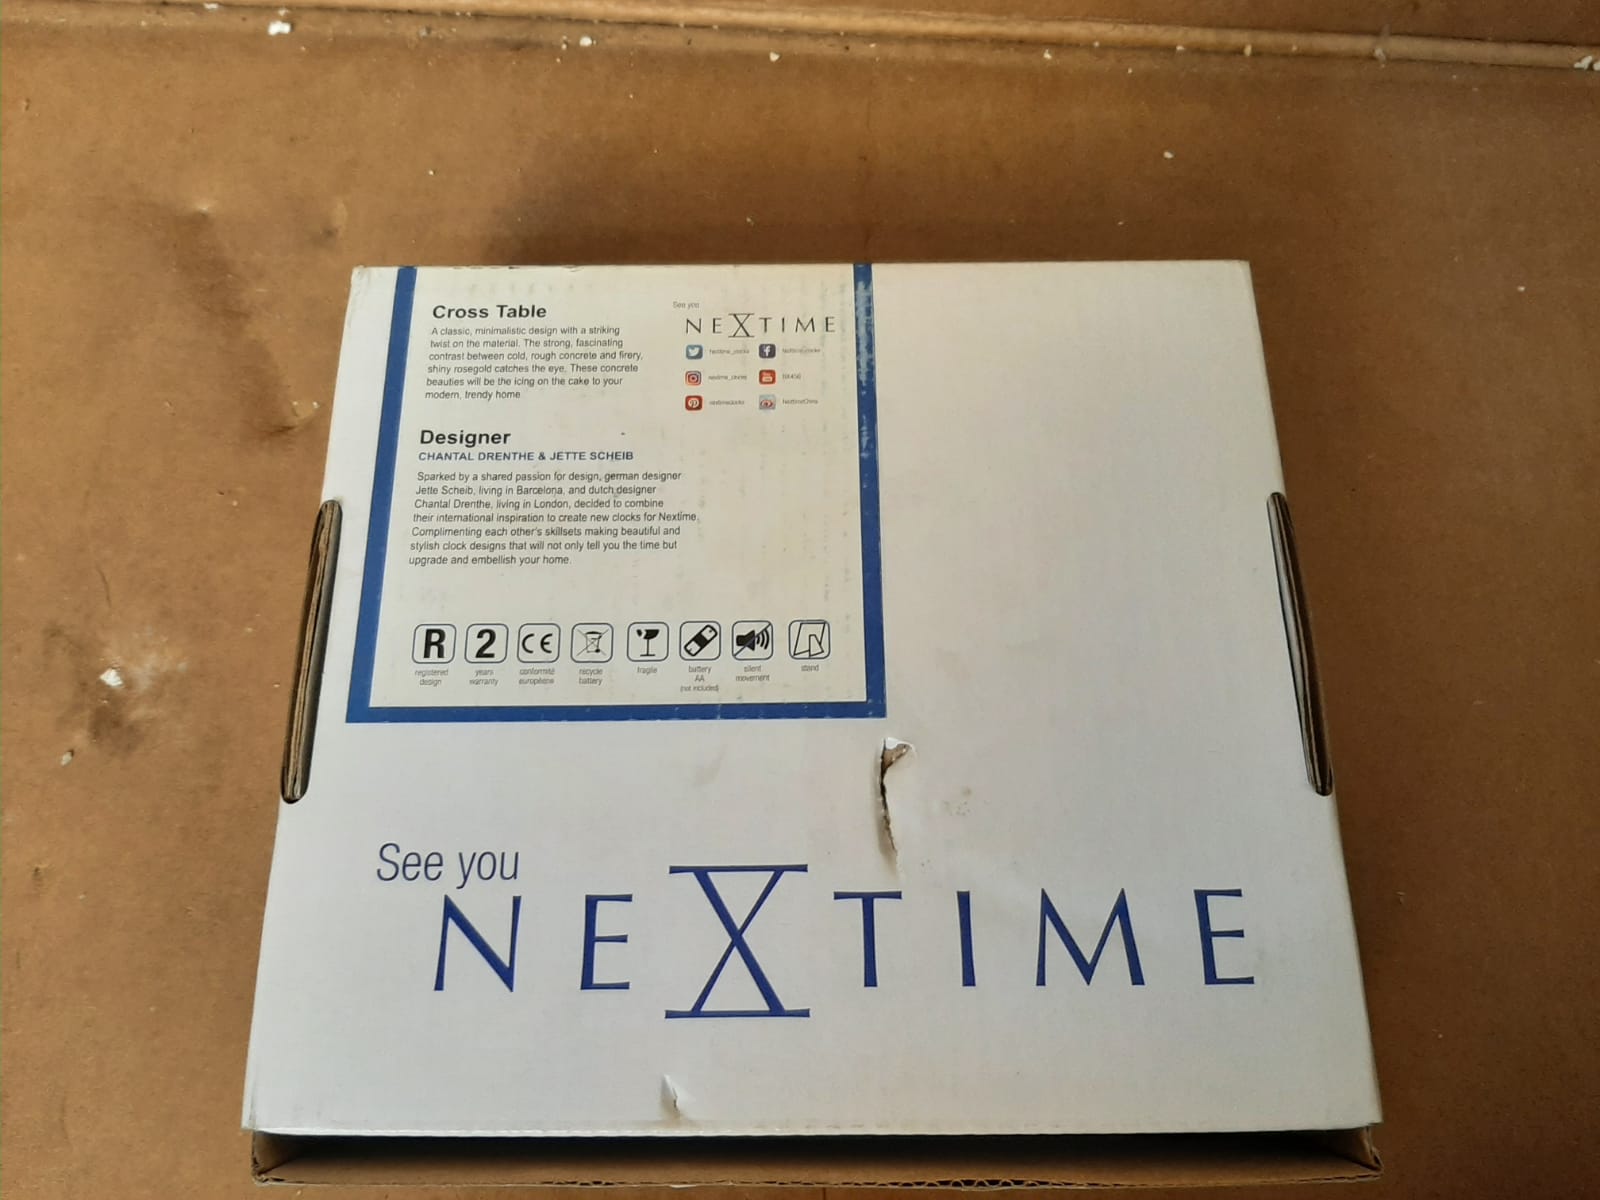 Cross Table
A classic, minimalistic design with a striking
twist on the material. The strong, fascinating
contrast between cold, rough concrete and firery,
shiny rosegold catches the eye. These concrete
beauties will be the icing on the cake to your
modern, trendy home
See you
NEXTIME
nextime_clocks
NX456
nextimeclocks
NextimeChina
Designer
CHANTAL DRENTHE & JETTE SCHEIB
Sparked by a shared passion for design, german designer
Jette Scheib, living in Barcelona, and dutch designer
Chantal Drenthe, living in London, decided to combine
their international inspiration to create new clocks for Nextime.
Complimenting each other's skillsets making beautiful and
stylish clock designs that will not only tell you the time but
upgrade and embellish your home.
R
registered
design
2
years
warranty
CE
conformité
européene
recycle
battery
fragile
battery
AA
(not included)
silent
movement
stand
See you
NEXTIME